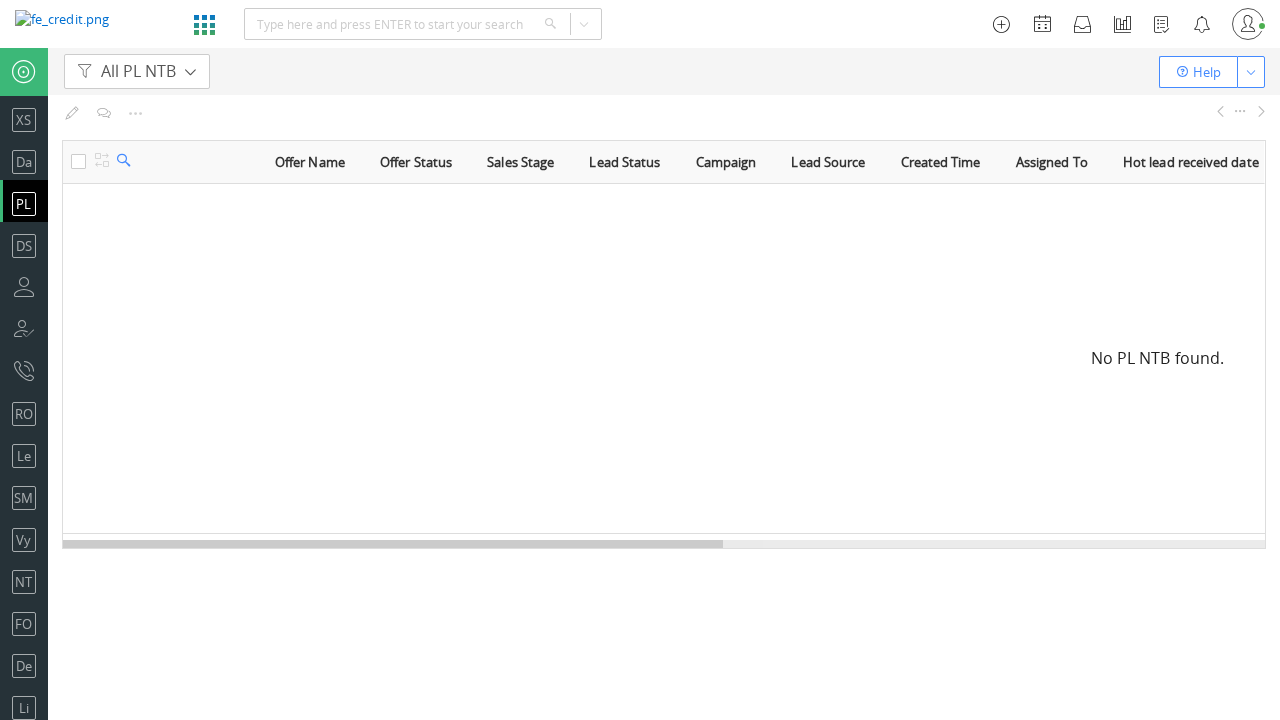 fe_credit.png
Type here and press ENTER to start your search
All PL NTB
Help
XS
Da
PL
DS
RO
Le
SM
Vy
NT
FO
De
Li
Offer Name Offer Status Sales Stage Lead Status Campaign Lead Source Created Time Assigned To Hot lead received date
No PL NTB found.